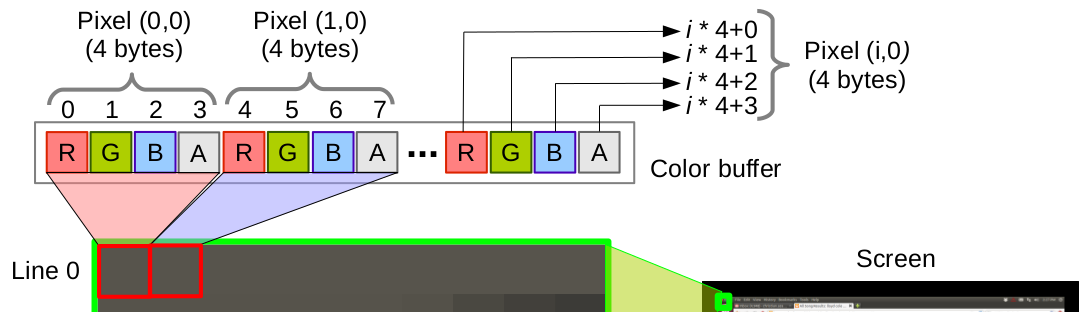 Pixel (0,0)
(4 bytes)
Pixel (1,0)
(4 bytes)
i * 4+0
i * 4+1
i * 4+2
i * 4+3
Pixel (i,0)
(4 bytes)
0 1 2 3 4 5 6 7
R G B A R G B A ... R G B A
Color buffer
Line 0
Screen